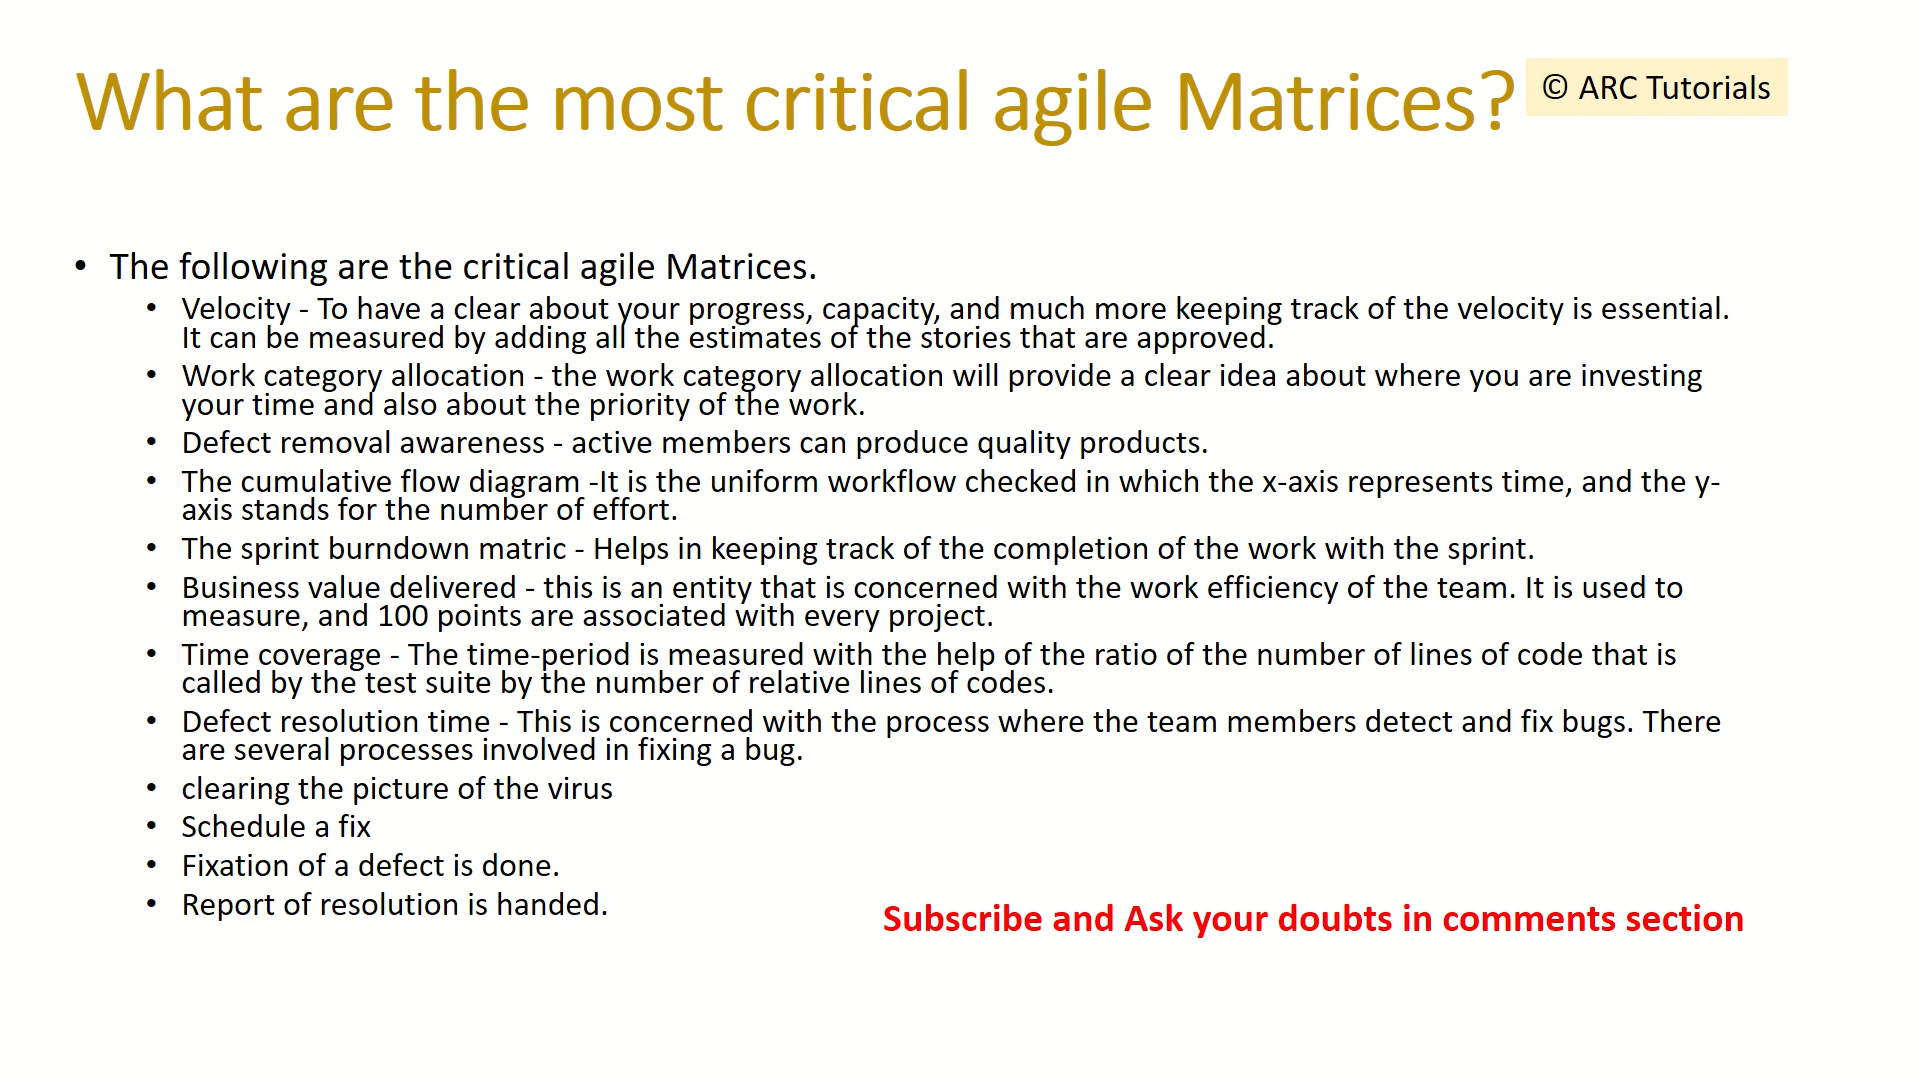 What are the most critical agile Matrices?
© ARC Tutorials
• The following are the critical agile Matrices.
• Velocity - To have a clear about your progress, capacity, and much more keeping track of the velocity is essential.
It can be measured by adding all the estimates of the stories that are approved.
• Work category allocation - the work category allocation will provide a clear idea about where you are investing
your time and also about the priority of the work.
• Defect removal awareness - active members can produce quality products.
• The cumulative flow diagram -It is the uniform workflow checked in which the x-axis represents time, and the y-
axis stands for the number of effort.
• The sprint burndown matric - Helps in keeping track of the completion of the work with the sprint.
• Business value delivered - this is an entity that is concerned with the work efficiency of the team. It is used to
measure, and 100 points are associated with every project.
• Time coverage - The time-period is measured with the help of the ratio of the number of lines of code that is
called by the test suite by the number of relative lines of codes.
• Defect resolution time - This is concerned with the process where the team members detect and fix bugs. There
are several processes involved in fixing a bug.
• clearing the picture of the virus
• Schedule a fix
• Fixation of a defect is done.
• Report of resolution is handed.
Subscribe and Ask your doubts in comments section